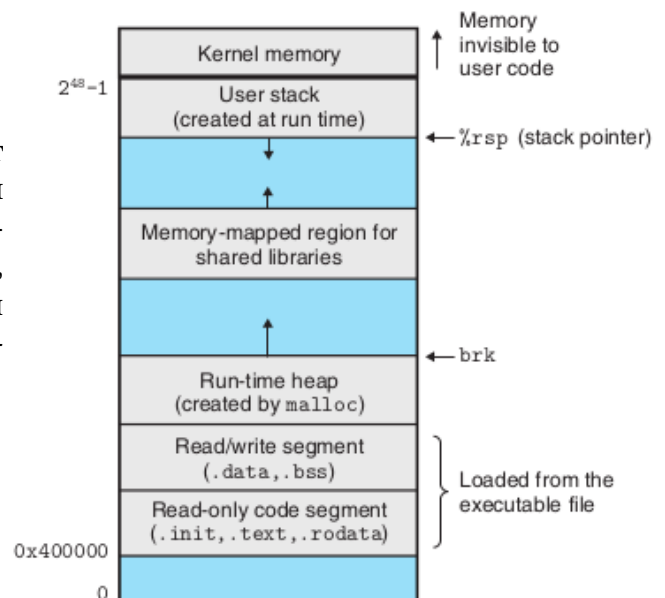 Memory
invisible to
user code
Kernel memory
2⁴⁸−1
User stack
(created at run time)
%rsp (stack pointer)
Memory-mapped region for
shared libraries
brk
Run-time heap
(created by malloc)
Read/write segment
(.data,.bss)
Loaded from the
executable file
Read-only code segment
(.init,.text,.rodata)
0x400000
0